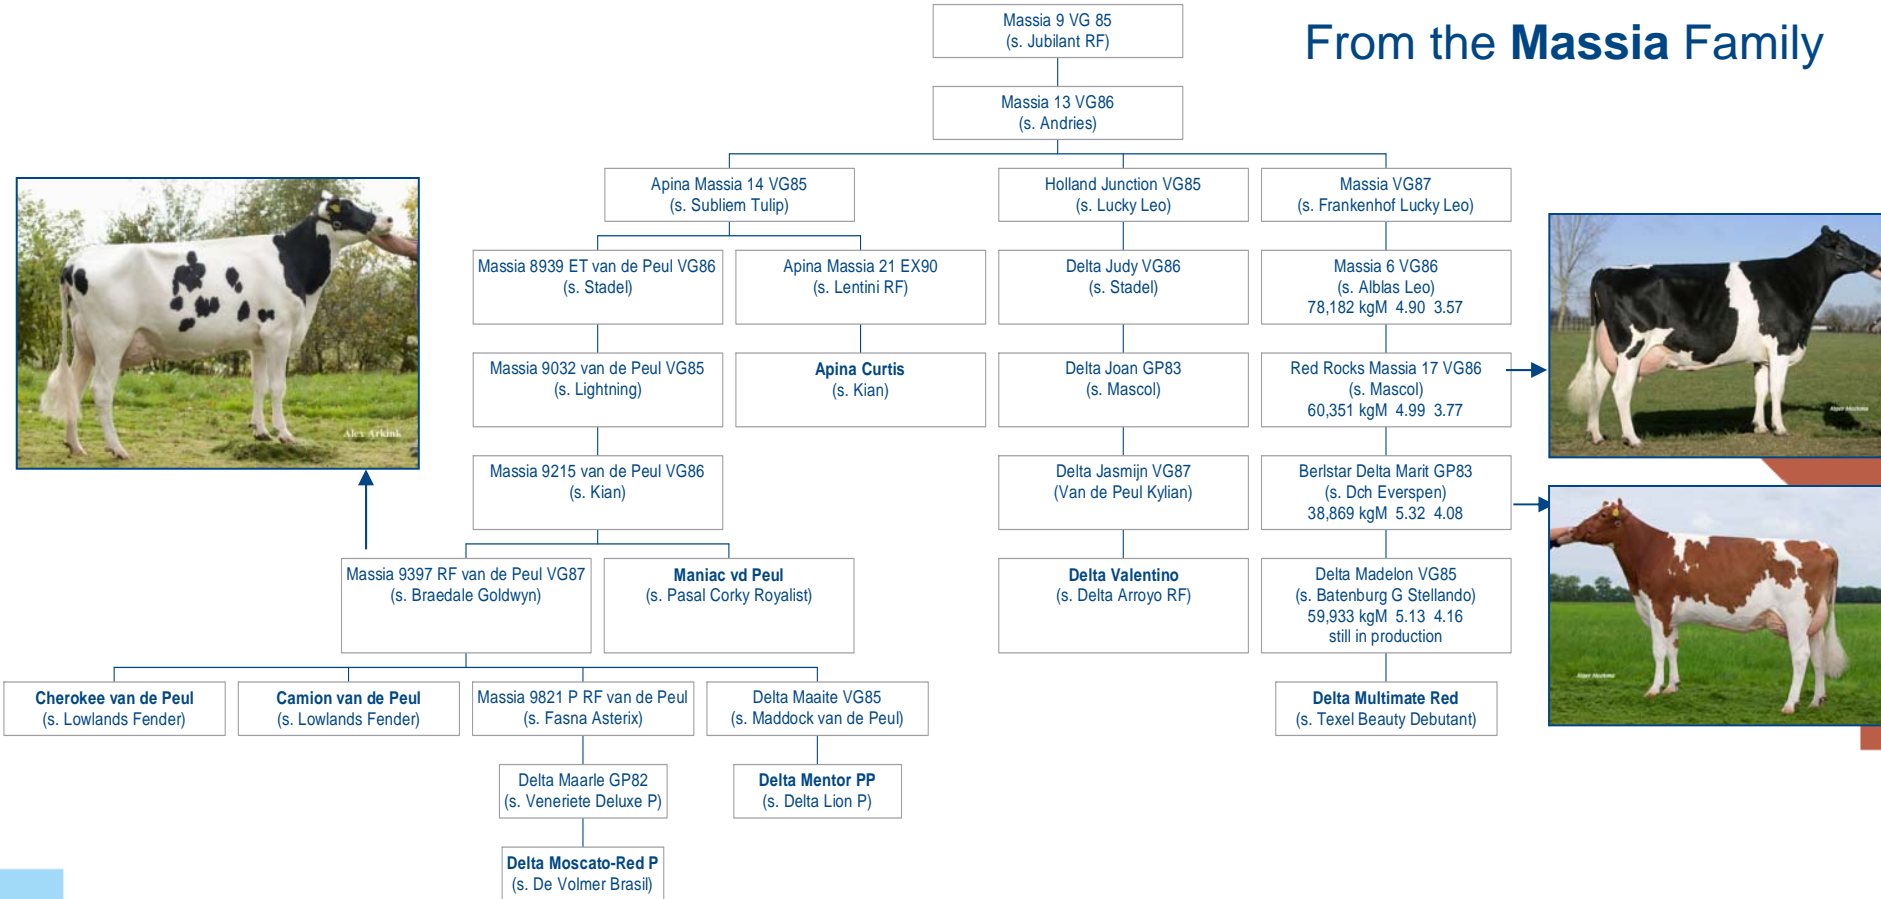 From the Massia Family
Massia 9 VG 85
(s. Jubilant RF)
Massia 13 VG86
(s. Andries)
Apina Massia 14 VG85
(s. Subliem Tulip)
Holland Junction VG85
(s. Lucky Leo)
Massia VG87
(s. Frankenhof Lucky Leo)
Massia 8939 ET van de Peul VG86
(s. Stadel)
Apina Massia 21 EX90
(s. Lentini RF)
Delta Judy VG86
(s. Stadel)
Massia 6 VG86
(s. Alblas Leo)
78,182 kgM 4.90 3.57
Massia 9032 van de Peul VG85
(s. Lightning)
Apina Curtis
(s. Kian)
Delta Joan GP83
(s. Mascol)
Red Rocks Massia 17 VG86
(s. Mascol)
60,351 kgM 4.99 3.77
Alex Arkink
Massia 9215 van de Peul VG86
(s. Kian)
Delta Jasmijn VG87
(Van de Peul Kylian)
Berlstar Delta Marit GP83
(s. Dch Everspen)
38,869 kgM 5.32 4.08
Massia 9397 RF van de Peul VG87
(s. Braedale Goldwyn)
Maniac vd Peul
(s. Pasal Corky Royalist)
Delta Valentino
(s. Delta Arroyo RF)
Delta Madelon VG85
(s. Batenburg G Stellando)
59,933 kgM 5.13 4.16
still in production
Cherokee van de Peul
(s. Lowlands Fender)
Camion van de Peul
(s. Lowlands Fender)
Massia 9821 P RF van de Peul
(s. Fasna Asterix)
Delta Maaite VG85
(s. Maddock van de Peul)
Delta Multimate Red
(s. Texel Beauty Debutant)
Delta Maarle GP82
(s. Veneriete Deluxe P)
Delta Mentor PP
(s. Delta Lion P)
Delta Moscato-Red P
(s. De Volmer Brasil)